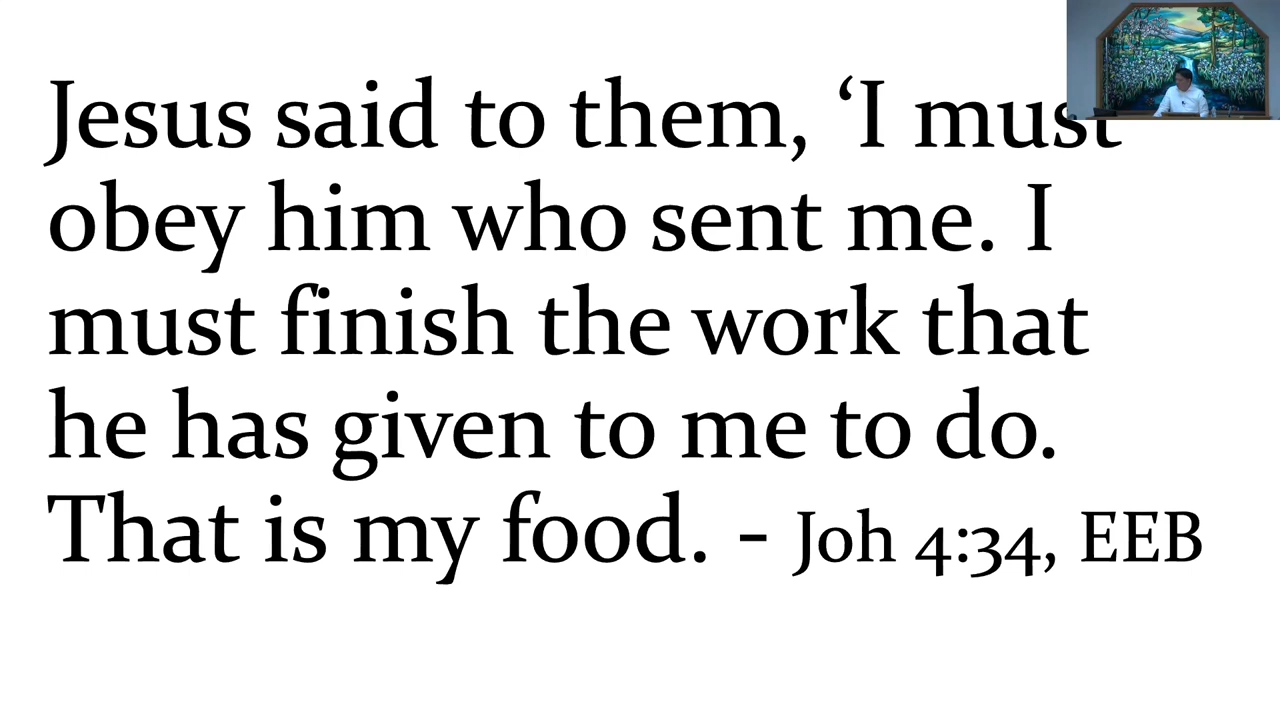 Jesus said to them, ‘I must
obey him who sent me. I
must finish the work that
he has given to me to do.
That is my food. - Joh 4:34, EEB